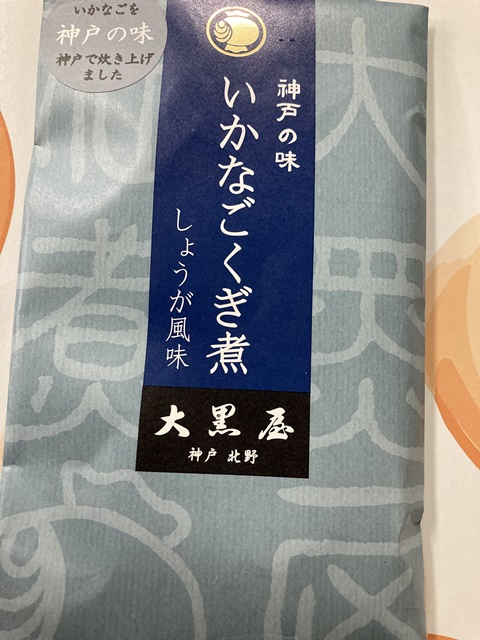 いかなごを
神戸の味
神戸で炊き上げ
ました
神戸の味
いかなごくぎ煮
しょうが風味
大黒屋
神戸 北野